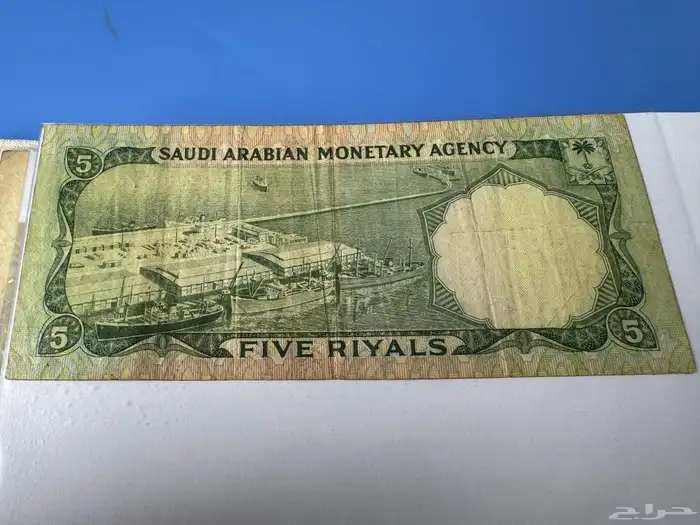 SAUDI ARABIAN MONETARY AGENCY
5
5
5
FIVE RIYALS
حراج